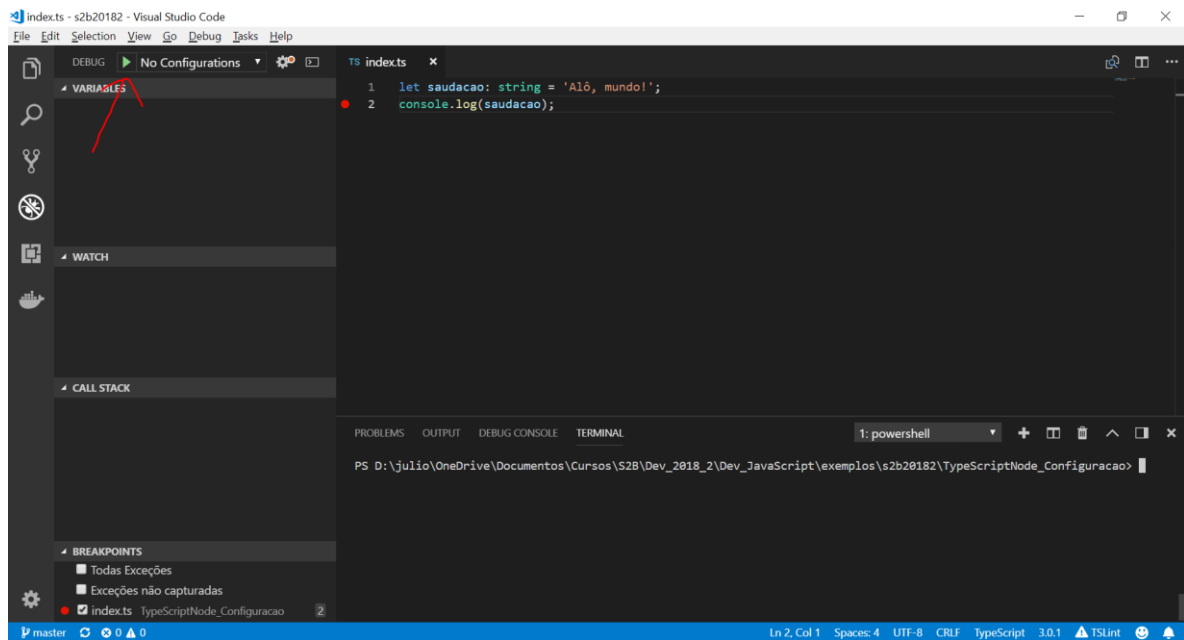 index.ts - s2b20182 - Visual Studio Code
File Edit Selection View Go Debug Tasks Help
DEBUG No Configurations
TS index.ts
VARIABLES
1 let saudacao: string = 'Alô, mundo!';
2 console.log(saudacao);
WATCH
CALL STACK
PROBLEMS OUTPUT DEBUG CONSOLE TERMINAL 1: powershell
PS D:\julio\OneDrive\Documentos\Cursos\S2B\Dev_2018_2\Dev_JavaScript\exemplos\s2b20182\TypeScriptNode_Configuracao>
BREAKPOINTS
Todas Exceções
Exceções não capturadas
index.ts TypeScriptNode_Configuracao 2
master 0 0 Ln 2, Col 1 Spaces: 4 UTF-8 CRLF TypeScript 3.0.1 TSLint